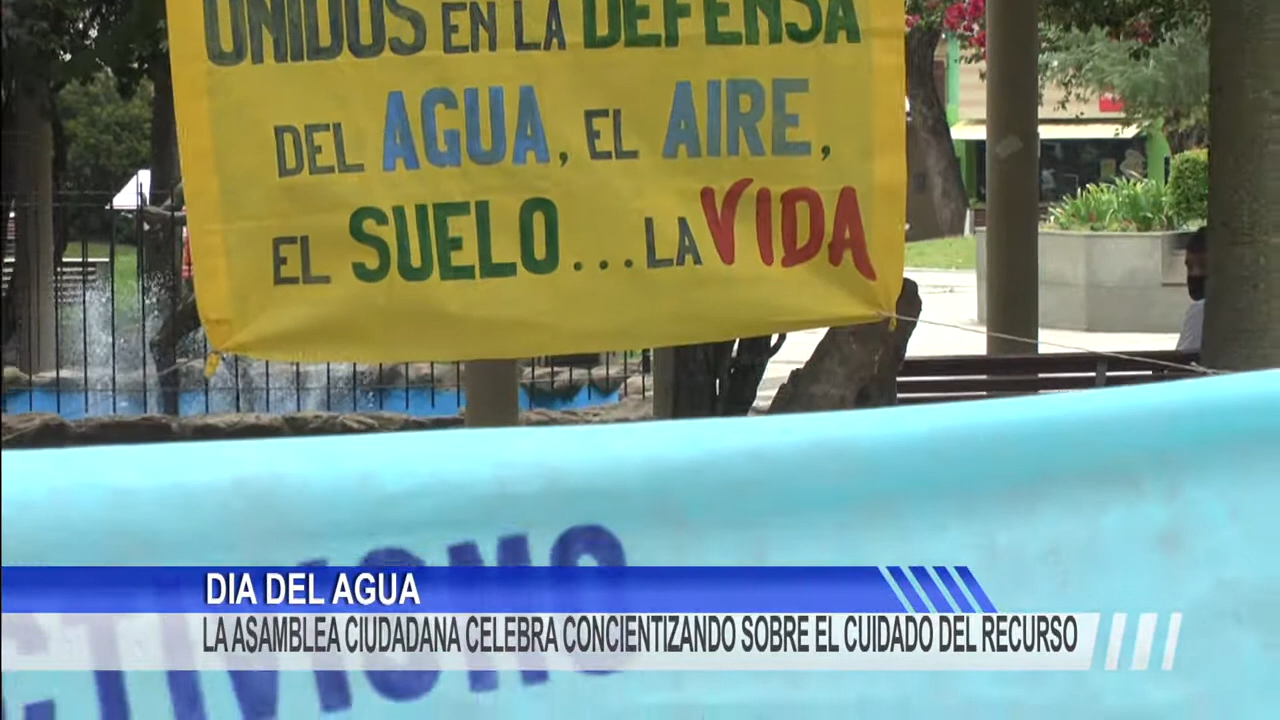 UNIDOS EN LA DEFENSA
DEL AGUA, EL AIRE,
EL SUELO... LA VIDA
DIA DEL AGUA
LA ASAMBLEA CIUDADANA CELEBRA CONCIENTIZANDO SOBRE EL CUIDADO DEL RECURSO